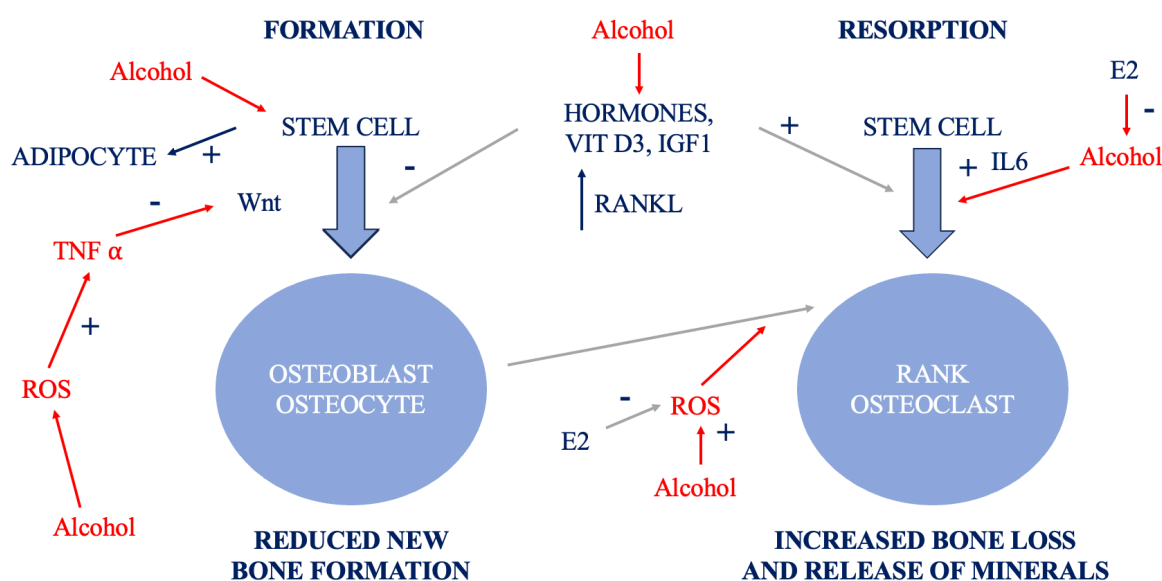 FORMATION
Alcohol
RESORPTION
Alcohol
E2
-
STEM CELL
HORMONES,
VIT D3, IGF1
+
STEM CELL
ADIPOCYTE
+
-
+ IL6
Alcohol
-
Wnt
RANKL
TNF α
+
OSTEOBLAST
OSTEOCYTE
RANK
OSTEOCLAST
ROS
-
ROS
E2
+
Alcohol
Alcohol
REDUCED NEW
BONE FORMATION
INCREASED BONE LOSS
AND RELEASE OF MINERALS